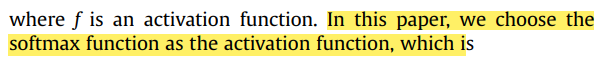 where f is an activation function. In this paper, we choose the
softmax function as the activation function, which is